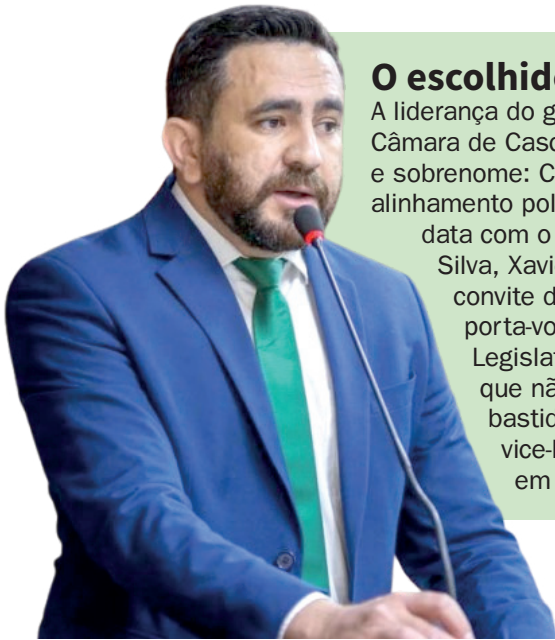 O escolhid
A liderança do g
Câmara de Casc
e sobrenome: C
alinhamento pol
data com o
Silva, Xavi
convite d
porta-vo
Legislat
que nã
bastid
vice-l
em